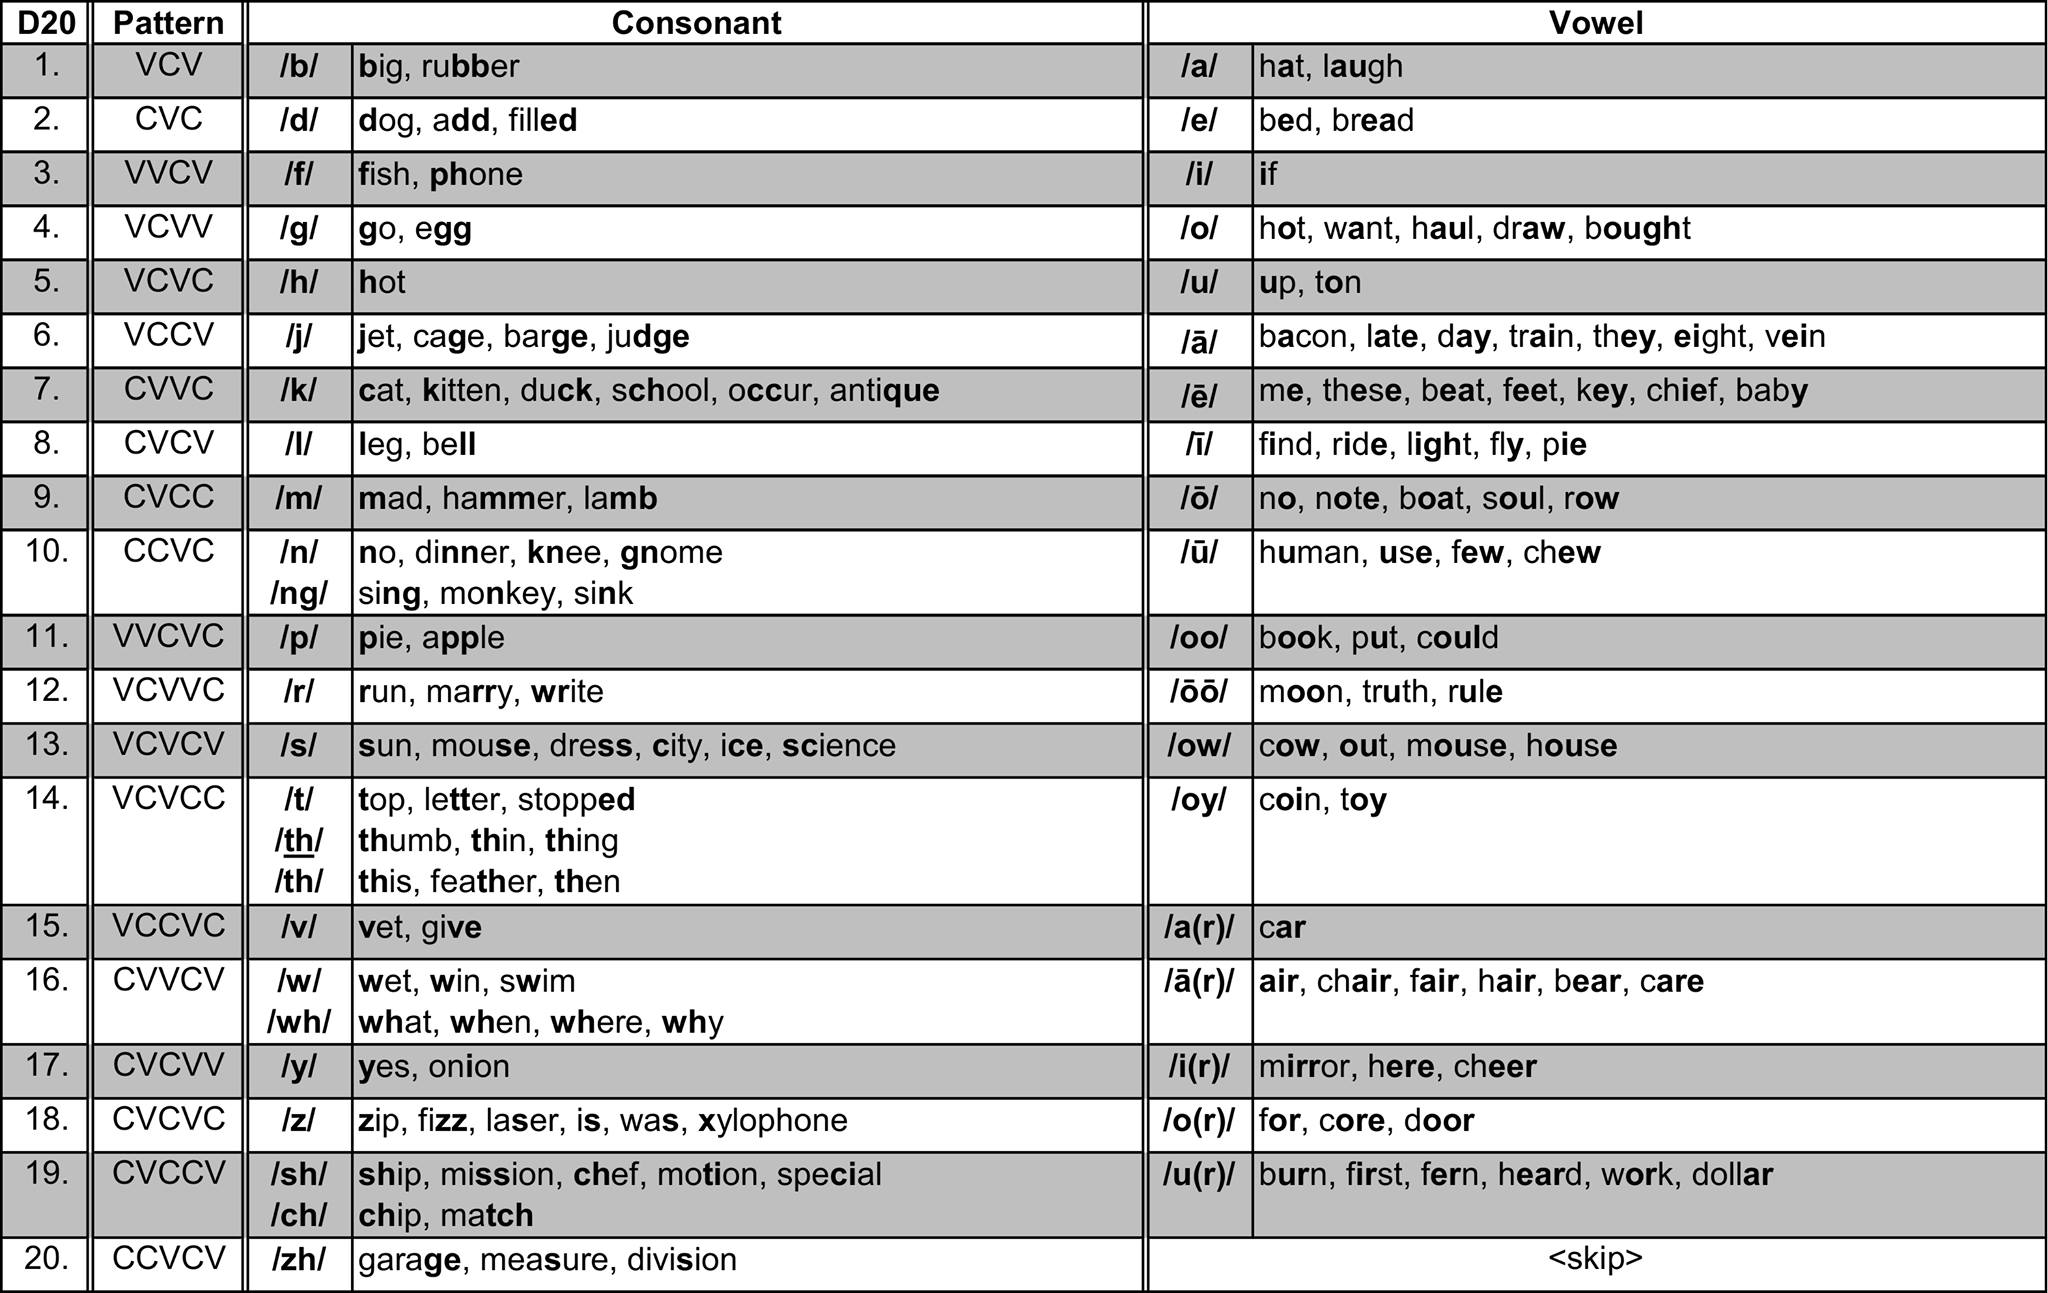 D20 Pattern Consonant Vowel
1. VCV /b/ big, rubber /a/ hat, laugh
2. CVC /d/ dog, add, filled /e/ bed, bread
3. VVCV /f/ fish, phone /i/ if
4. VCVV /g/ go, egg /o/ hot, want, haul, draw, bought
5. VCVC /h/ hot /u/ up, ton
6. VCCV /j/ jet, cage, barge, judge /ā/ bacon, late, day, train, they, eight, vein
7. CVVC /k/ cat, kitten, duck, school, occur, antique /ē/ me, these, beat, feet, key, chief, baby
8. CVCV /l/ leg, bell /ī/ find, ride, light, fly, pie
9. CVCC /m/ mad, hammer, lamb /ō/ no, note, boat, soul, row
10. CCVC /n/ no, dinner, knee, gnome /ū/ human, use, few, chew
/ng/ sing, monkey, sink
11. VVCVC /p/ pie, apple /oo/ book, put, could
12. VCVVC /r/ run, marry, write /ōō/ moon, truth, rule
13. VCVCV /s/ sun, mouse, dress, city, ice, science /ow/ cow, out, mouse, house
14. VCVCC /t/ top, letter, stopped /oy/ coin, toy
/th/ thumb, thin, thing
/th/ this, feather, then
15. VCCVC /v/ vet, give /a(r)/ car
16. CVVCV /w/ wet, win, swim /ā(r)/ air, chair, fair, hair, bear, care
/wh/ what, when, where, why
17. CVCVV /y/ yes, onion /i(r)/ mirror, here, cheer
18. CVCVC /z/ zip, fizz, laser, is, was, xylophone /o(r)/ for, core, door
19. CVCCV /sh/ ship, mission, chef, motion, special /u(r)/ burn, first, fern, heard, work, dollar
/ch/ chip, match
20. CCVCV /zh/ garage, measure, division <skip>